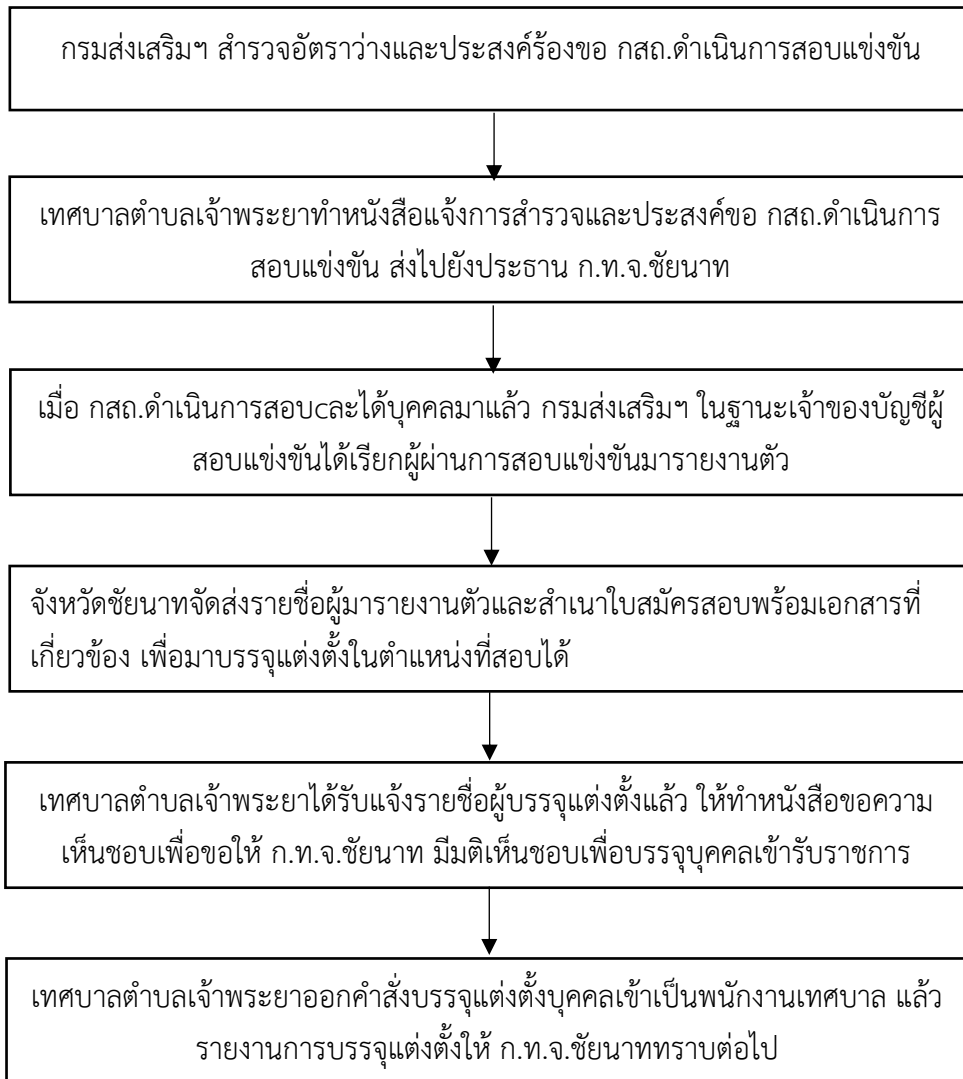 กรมส่งเสริมฯ สำรวจอัตราว่างและประสงค์ร้องขอ กสถ.ดำเนินการสอบแข่งขัน
เทศบาลตำบลเจ้าพระยาทำหนังสือแจ้งการสำรวจและประสงค์ขอ กสถ.ดำเนินการ
สอบแข่งขัน ส่งไปยังประธาน ก.ท.จ.ชัยนาท
เมื่อ กสถ.ดำเนินการสอบcละได้บุคคลมาแล้ว กรมส่งเสริมฯ ในฐานะเจ้าของบัญชีผู้
สอบแข่งขันได้เรียกผู้ผ่านการสอบแข่งขันมารายงานตัว
จังหวัดชัยนาทจัดส่งรายชื่อผู้มารายงานตัวและสำเนาใบสมัครสอบพร้อมเอกสารที่
เกี่ยวข้อง เพื่อมาบรรจุแต่งตั้งในตำแหน่งที่สอบได้
เทศบาลตำบลเจ้าพระยาได้รับแจ้งรายชื่อผู้บรรจุแต่งตั้งแล้ว ให้ทำหนังสือขอความ
เห็นชอบเพื่อขอให้ ก.ท.จ.ชัยนาท มีมติเห็นชอบเพื่อบรรจุบุคคลเข้ารับราชการ
เทศบาลตำบลเจ้าพระยาออกคำสั่งบรรจุแต่งตั้งบุคคลเข้าเป็นพนักงานเทศบาล แล้ว
รายงานการบรรจุแต่งตั้งให้ ก.ท.จ.ชัยนาททราบต่อไป